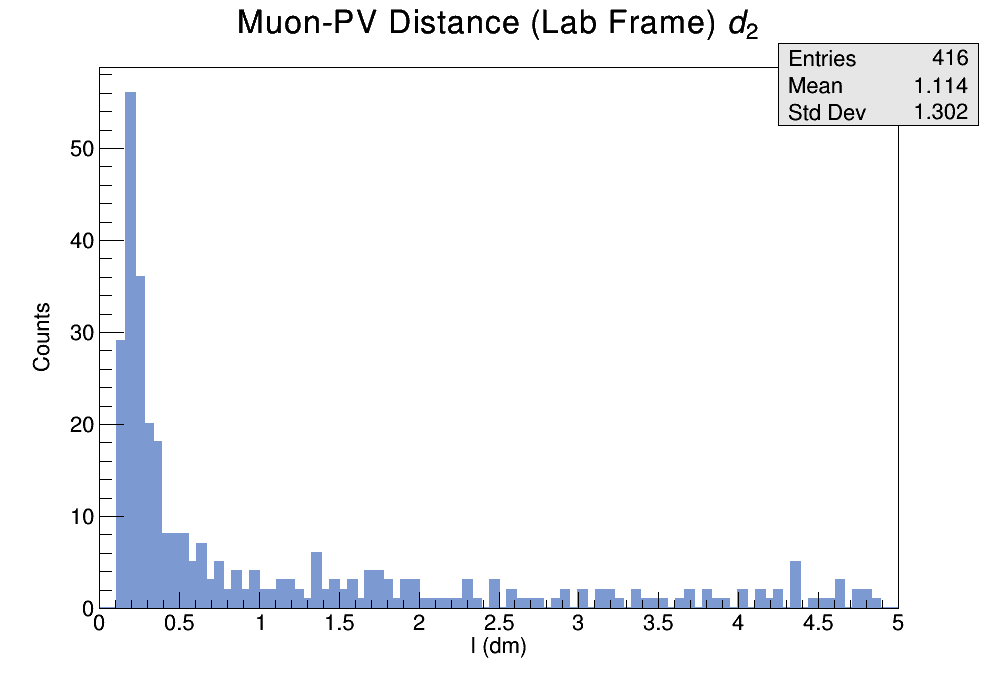 Muon-PV Distance (Lab Frame) d₂
Entries 416
Mean 1.114
Std Dev 1.302
50
40
30
20
10
0
Counts
0 0.5 1 1.5 2 2.5 3 3.5 4 4.5 5
l (dm)